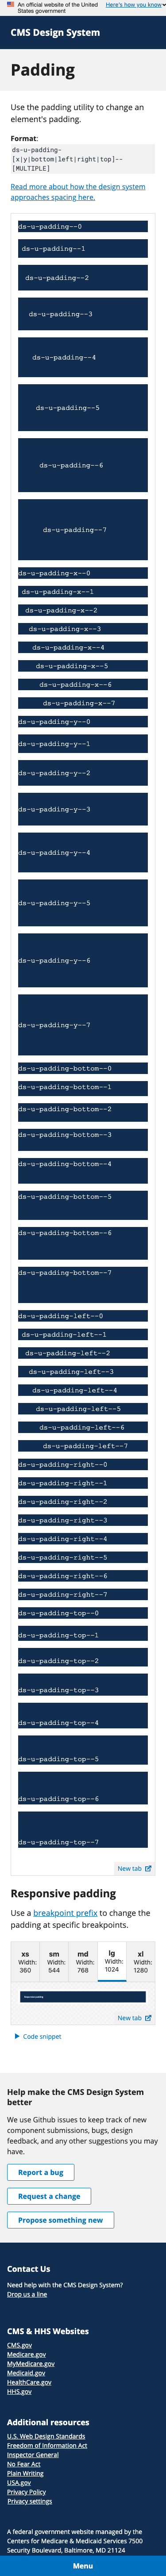 An official website of the United
States government
Here's how you know
CMS Design System
Padding
Use the padding utility to change an
element's padding.
Format:
ds-u-padding-
[x|y|bottom|left|right|top]--
[MULTIPLE]
Read more about how the design system
approaches spacing here.
ds-u-padding--0
ds-u-padding--1
ds-u-padding--2
ds-u-padding--3
ds-u-padding--4
ds-u-padding--5
ds-u-padding--6
ds-u-padding--7
ds-u-padding-x--0
ds-u-padding-x--1
ds-u-padding-x--2
ds-u-padding-x--3
ds-u-padding-x--4
ds-u-padding-x--5
ds-u-padding-x--6
ds-u-padding-x--7
ds-u-padding-y--0
ds-u-padding-y--1
ds-u-padding-y--2
ds-u-padding-y--3
ds-u-padding-y--4
ds-u-padding-y--5
ds-u-padding-y--6
ds-u-padding-y--7
ds-u-padding-bottom--0
ds-u-padding-bottom--1
ds-u-padding-bottom--2
ds-u-padding-bottom--3
ds-u-padding-bottom--4
ds-u-padding-bottom--5
ds-u-padding-bottom--6
ds-u-padding-bottom--7
ds-u-padding-left--0
ds-u-padding-left--1
ds-u-padding-left--2
ds-u-padding-left--3
ds-u-padding-left--4
ds-u-padding-left--5
ds-u-padding-left--6
ds-u-padding-left--7
ds-u-padding-right--0
ds-u-padding-right--1
ds-u-padding-right--2
ds-u-padding-right--3
ds-u-padding-right--4
ds-u-padding-right--5
ds-u-padding-right--6
ds-u-padding-right--7
ds-u-padding-top--0
ds-u-padding-top--1
ds-u-padding-top--2
ds-u-padding-top--3
ds-u-padding-top--4
ds-u-padding-top--5
ds-u-padding-top--6
ds-u-padding-top--7
New tab
Responsive padding
Use a breakpoint prefix to change the
padding at specific breakpoints.
xs sm md lg xl
Width: Width: Width: Width: Width:
360 544 768 1024 1280
New tab
Code snippet
Help make the CMS Design System
better
We use Github issues to keep track of any
new component submissions, design system
feedback, and any other suggestions you may
have.
Report a bug
Request a change
Propose something new
Contact Us
Need help with the CMS Design System?
Drop us a line
CMS & HHS Websites
CMS.gov
Medicare.gov
MyMedicare.gov
Medicaid.gov
HealthCare.gov
HHS.gov
Additional resources
U.S. Web Design Standards
Freedom of Information Act
Inspector General
No Fear Act
Plain Writing
USA.gov
Privacy Policy
Privacy settings
A federal government website managed by the
Centers for Medicare & Medicaid Services 7500
Security Boulevard, Baltimore, MD 21124
Menu